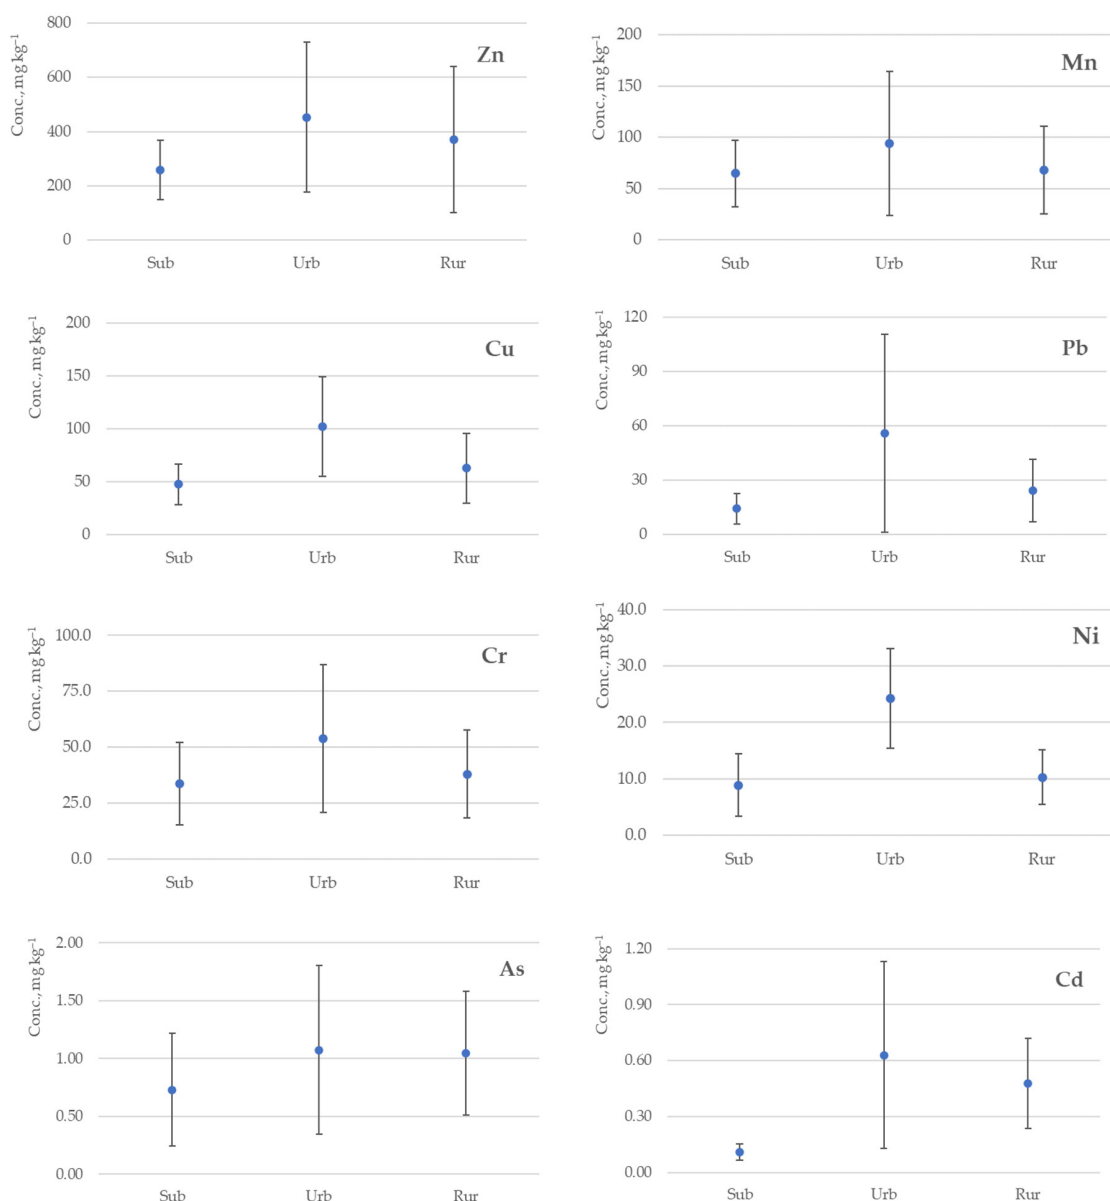 Conc., mg kg⁻¹
Zn
800
600
400
200
0
Sub Urb Rur
Conc., mg kg⁻¹
Mn
200
150
100
50
0
Sub Urb Rur
Conc., mg kg⁻¹
Cu
200
150
100
50
0
Sub Urb Rur
Conc., mg kg⁻¹
Pb
120
90
60
30
0
Sub Urb Rur
Conc., mg kg⁻¹
Cr
100.0
75.0
50.0
25.0
0.0
Sub Urb Rur
Conc., mg kg⁻¹
Ni
40.0
30.0
20.0
10.0
0.0
Sub Urb Rur
Conc., mg kg⁻¹
As
2.00
1.50
1.00
0.50
0.00
Sub Urb Rur
Conc., mg kg⁻¹
Cd
1.20
0.90
0.60
0.30
0.00
Sub Urb Rur